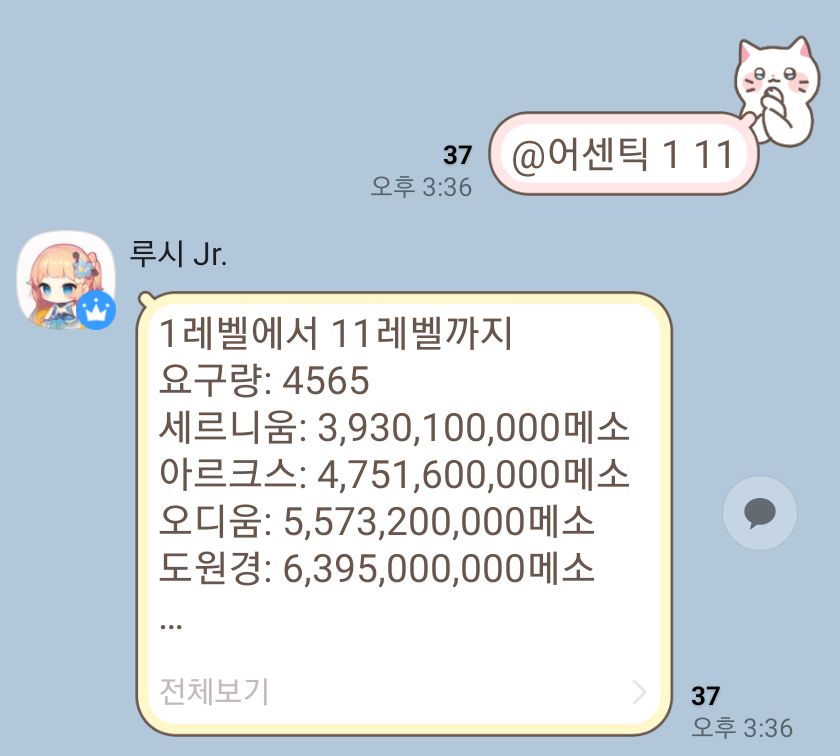 37
오후 3:36
@어센틱 1 11
루시 Jr.
1레벨에서 11레벨까지
요구량: 4565
세르니움: 3,930,100,000메소
아르크스: 4,751,600,000메소
오디움: 5,573,200,000메소
도원경: 6,395,000,000메소
...
전체보기
37
오후 3:36